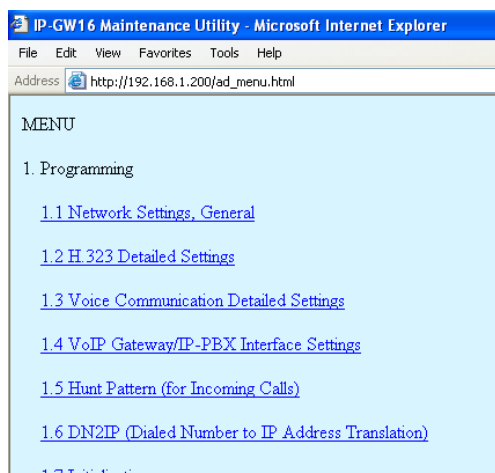 IP-GW16 Maintenance Utility - Microsoft Internet Explorer
File Edit View Favorites Tools Help
Address http://192.168.1.200/ad_menu.html
MENU
1. Programming
1.1 Network Settings, General
1.2 H.323 Detailed Settings
1.3 Voice Communication Detailed Settings
1.4 VoIP Gateway/IP-PBX Interface Settings
1.5 Hunt Pattern (for Incoming Calls)
1.6 DN2IP (Dialed Number to IP Address Translation)